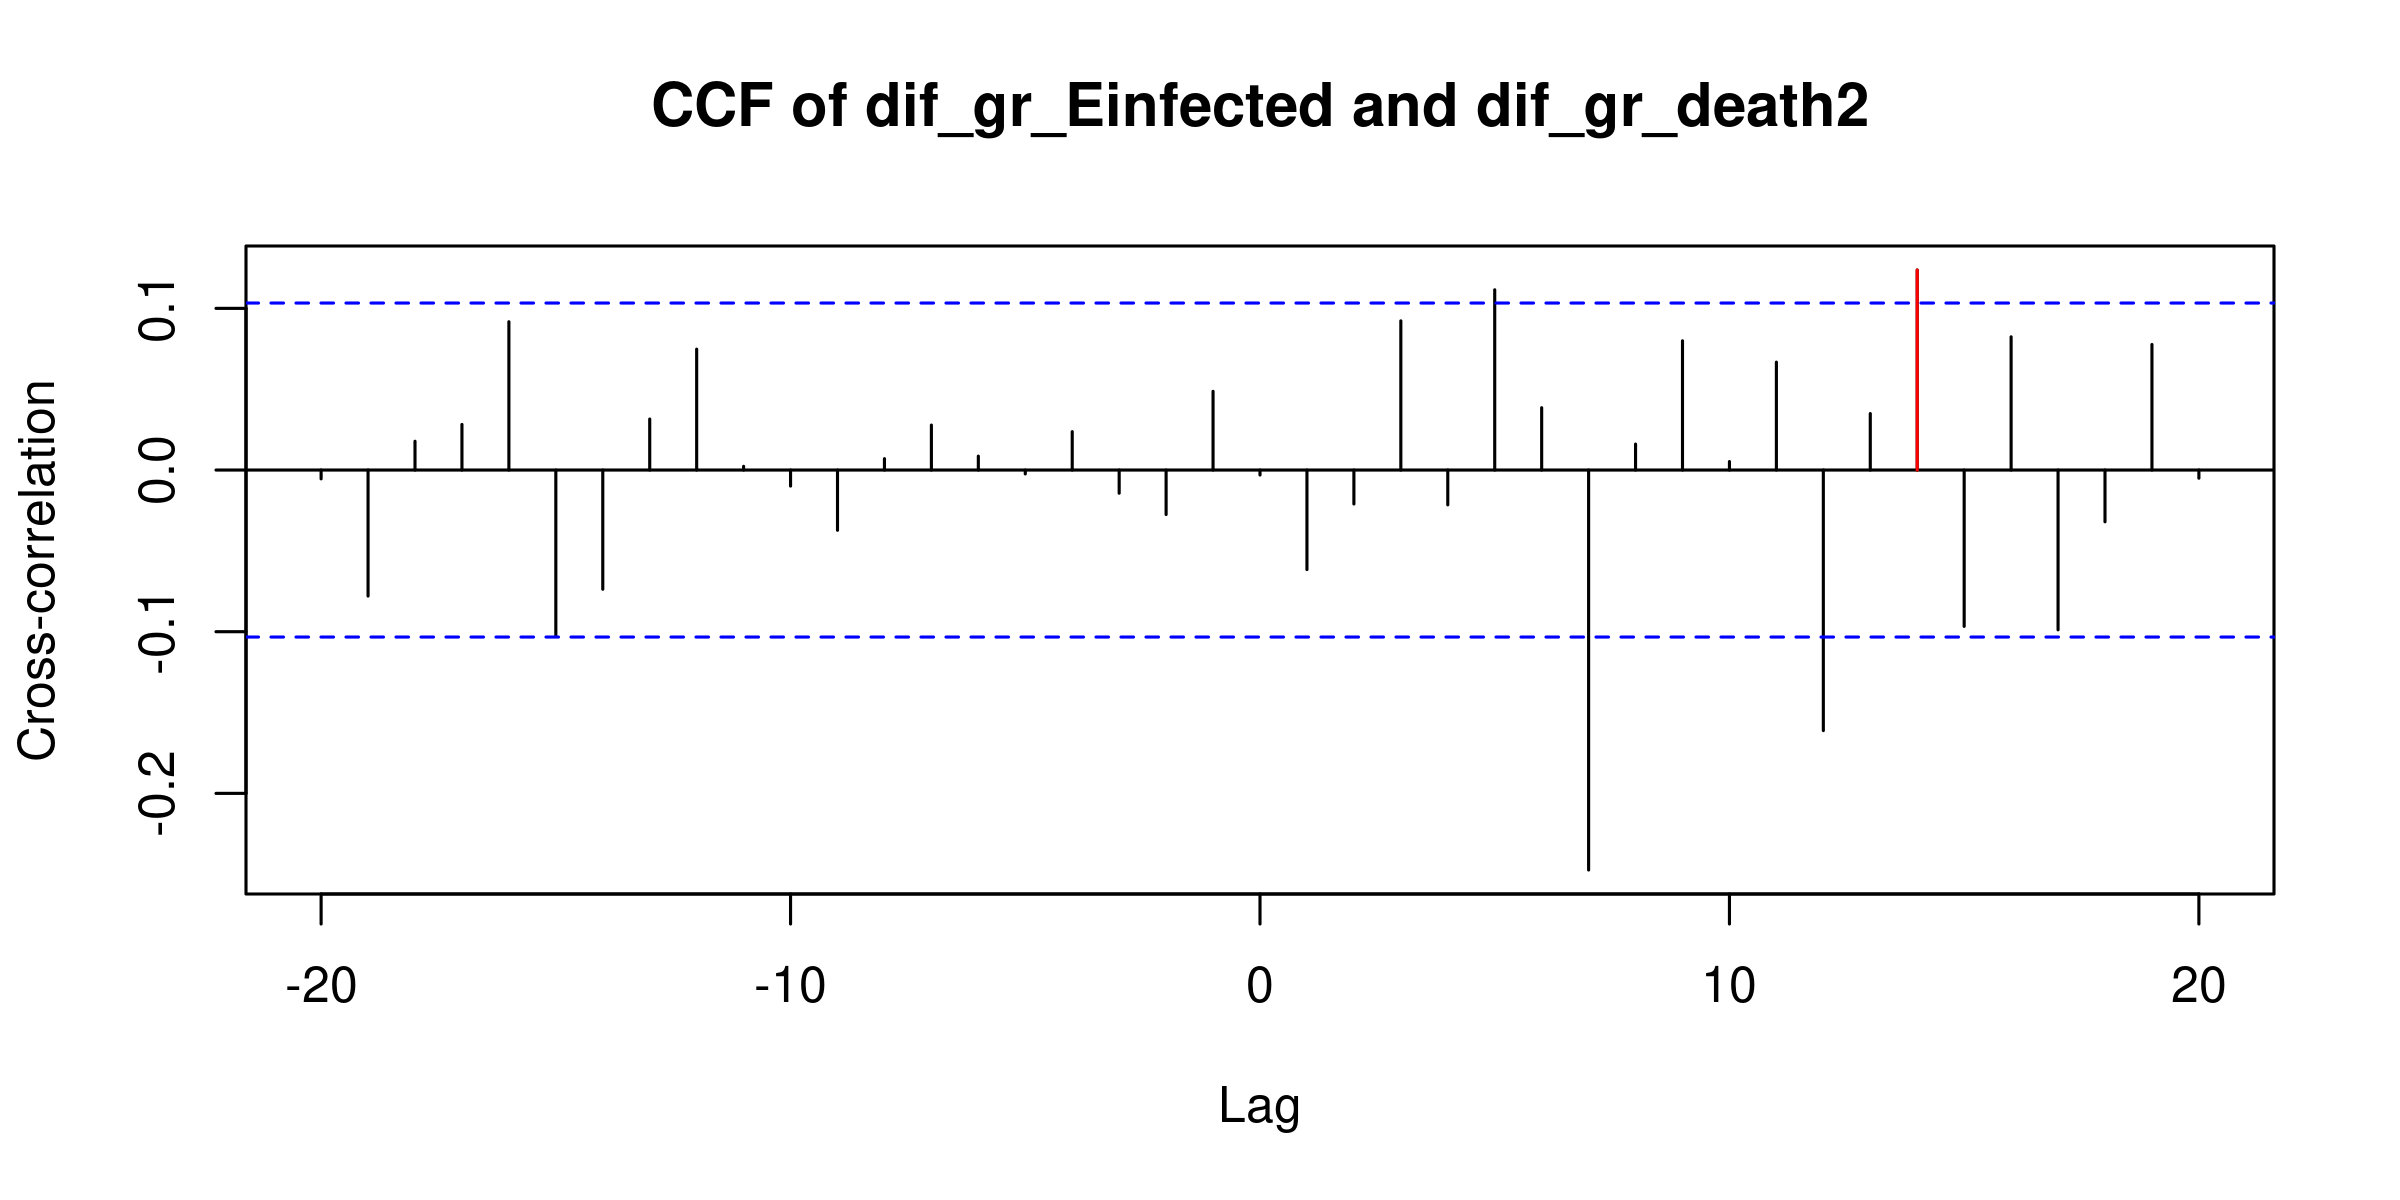 CCF of dif_gr_Einfected and dif_gr_death2
Cross-correlation
0.1
0.0
-0.1
-0.2
-20 -10 0 10 20
Lag